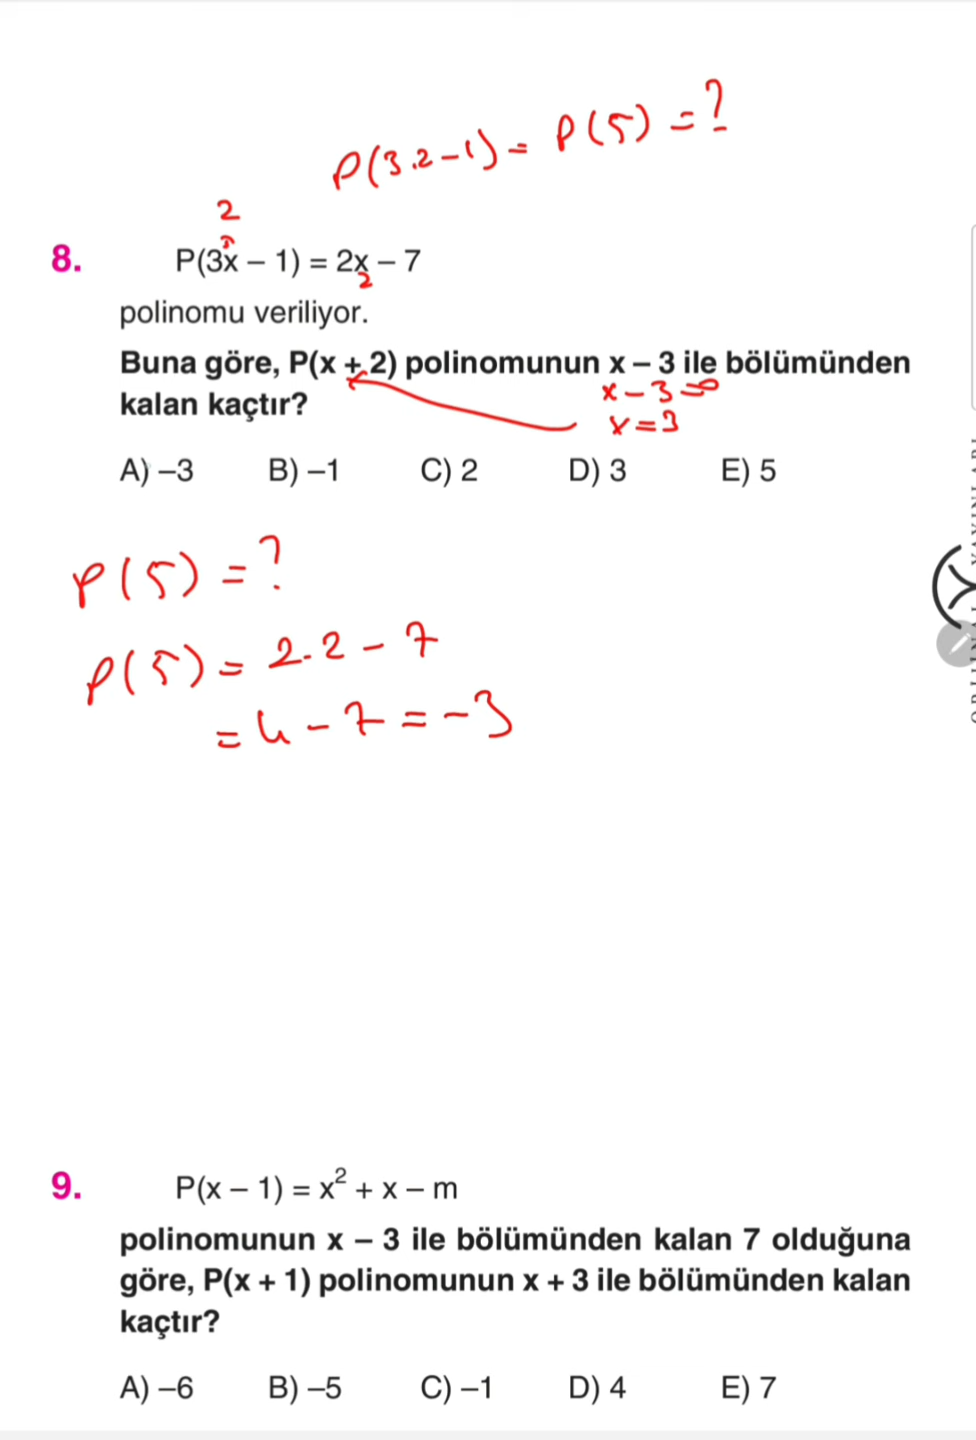 P(3.2-1) = P(5) = ?
2
8. P(3x – 1) = 2x – 7
2
polinomu veriliyor.
Buna göre, P(x + 2) polinomunun x – 3 ile bölümünden
x - 3 = 0
kalan kaçtır?
x = 3
A) –3 B) –1 C) 2 D) 3 E) 5
P(5) = ?
P(5) = 2.2 - 7
= 4 - 7 = -3
9. P(x – 1) = x² + x – m
polinomunun x – 3 ile bölümünden kalan 7 olduğuna
göre, P(x + 1) polinomunun x + 3 ile bölümünden kalan
kaçtır?
A) –6 B) –5 C) –1 D) 4 E) 7